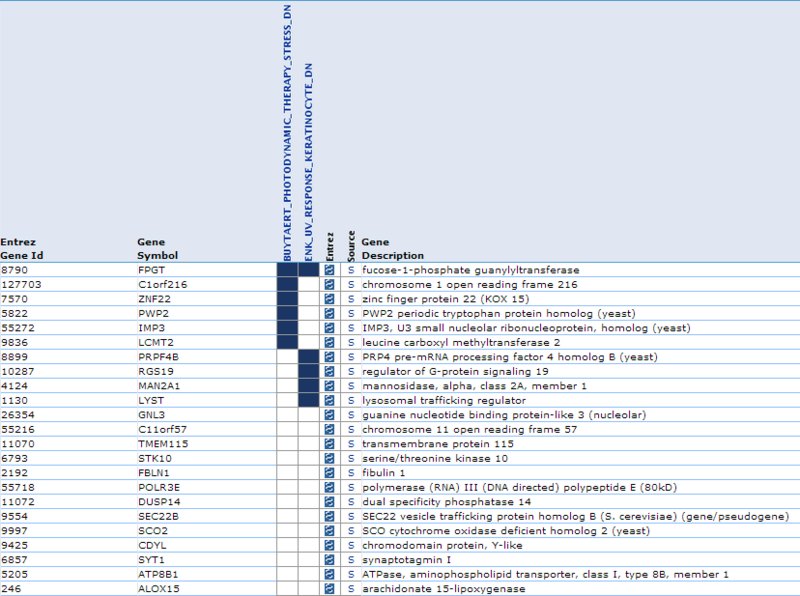 BUYTAERT_PHOTODYNAMIC_THERAPY_STRESS_DN
ENK_UV_RESPONSE_KERATINOCYTE_DN
Entrez Gene Gene
Gene Id Symbol Entrez Source Description
8790 FPGT S fucose-1-phosphate guanylyltransferase
127703 C1orf216 S chromosome 1 open reading frame 216
7570 ZNF22 S zinc finger protein 22 (KOX 15)
5822 PWP2 S PWP2 periodic tryptophan protein homolog (yeast)
55272 IMP3 S IMP3, U3 small nucleolar ribonucleoprotein, homolog (yeast)
9836 LCMT2 S leucine carboxyl methyltransferase 2
8899 PRPF4B S PRP4 pre-mRNA processing factor 4 homolog B (yeast)
10287 RGS19 S regulator of G-protein signaling 19
4124 MAN2A1 S mannosidase, alpha, class 2A, member 1
1130 LYST S lysosomal trafficking regulator
26354 GNL3 S guanine nucleotide binding protein-like 3 (nucleolar)
55216 C11orf57 S chromosome 11 open reading frame 57
11070 TMEM115 S transmembrane protein 115
6793 STK10 S serine/threonine kinase 10
2192 FBLN1 S fibulin 1
55718 POLR3E S polymerase (RNA) III (DNA directed) polypeptide E (80kD)
11072 DUSP14 S dual specificity phosphatase 14
9554 SEC22B S SEC22 vesicle trafficking protein homolog B (S. cerevisiae) (gene/pseudogene)
9997 SCO2 S SCO cytochrome oxidase deficient homolog 2 (yeast)
9425 CDYL S chromodomain protein, Y-like
6857 SYT1 S synaptotagmin I
5205 ATP8B1 S ATPase, aminophospholipid transporter, class I, type 8B, member 1
246 ALOX15 S arachidonate 15-lipoxygenase